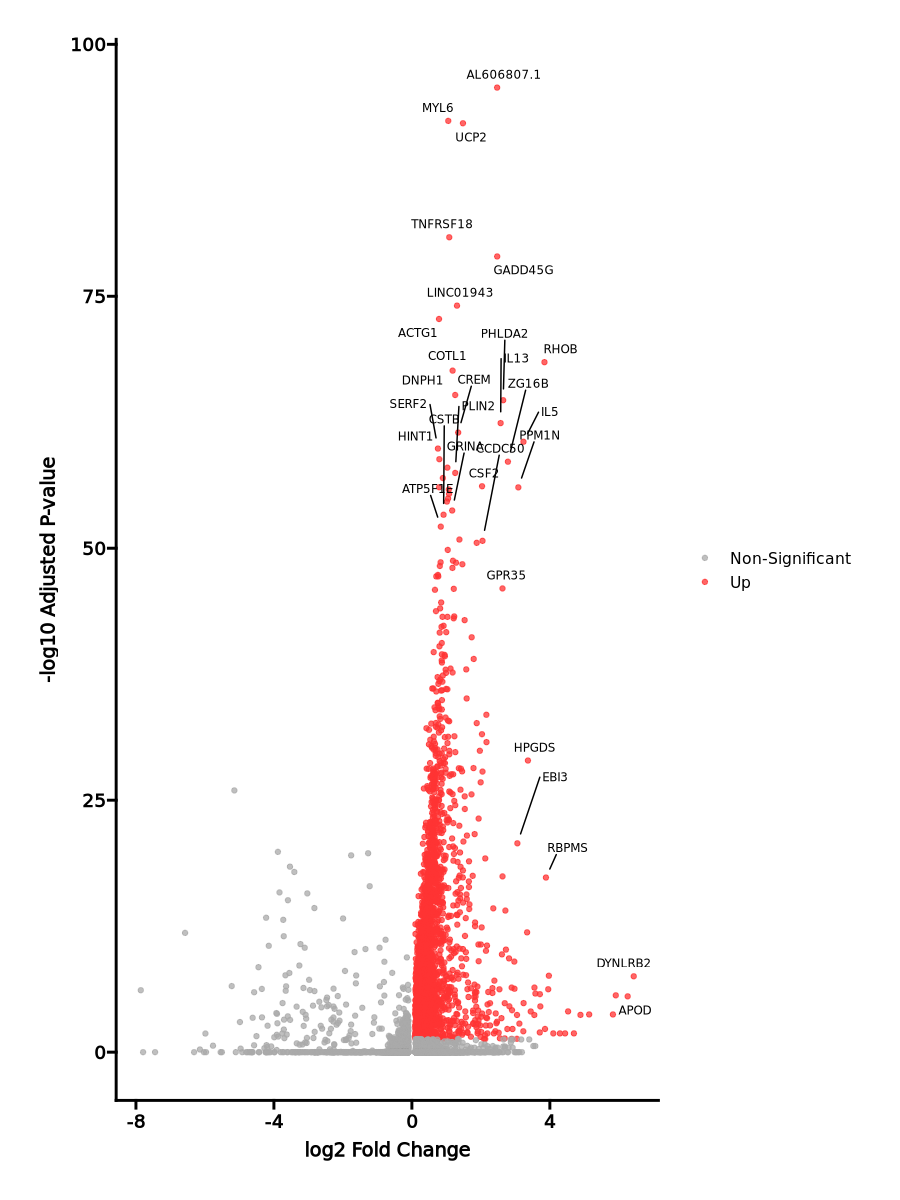 100
AL606807.1
MYL6
UCP2
TNFRSF18
GADD45G
75
LINC01943
ACTG1
PHLDA2
RHOB
COTL1
IL13
DNPH1
CREM
ZG16B
SERF2
PLIN2
IL5
CSTB
HINT1
PPM1N
GRINA
CCDC50
CSF2
ATP5F1E
50
GPR35
Non-Significant
Up
-log10 Adjusted P-value
HPGDS
EBI3
25
RBPMS
DYNLRB2
APOD
0
-8
-4
0
4
log2 Fold Change